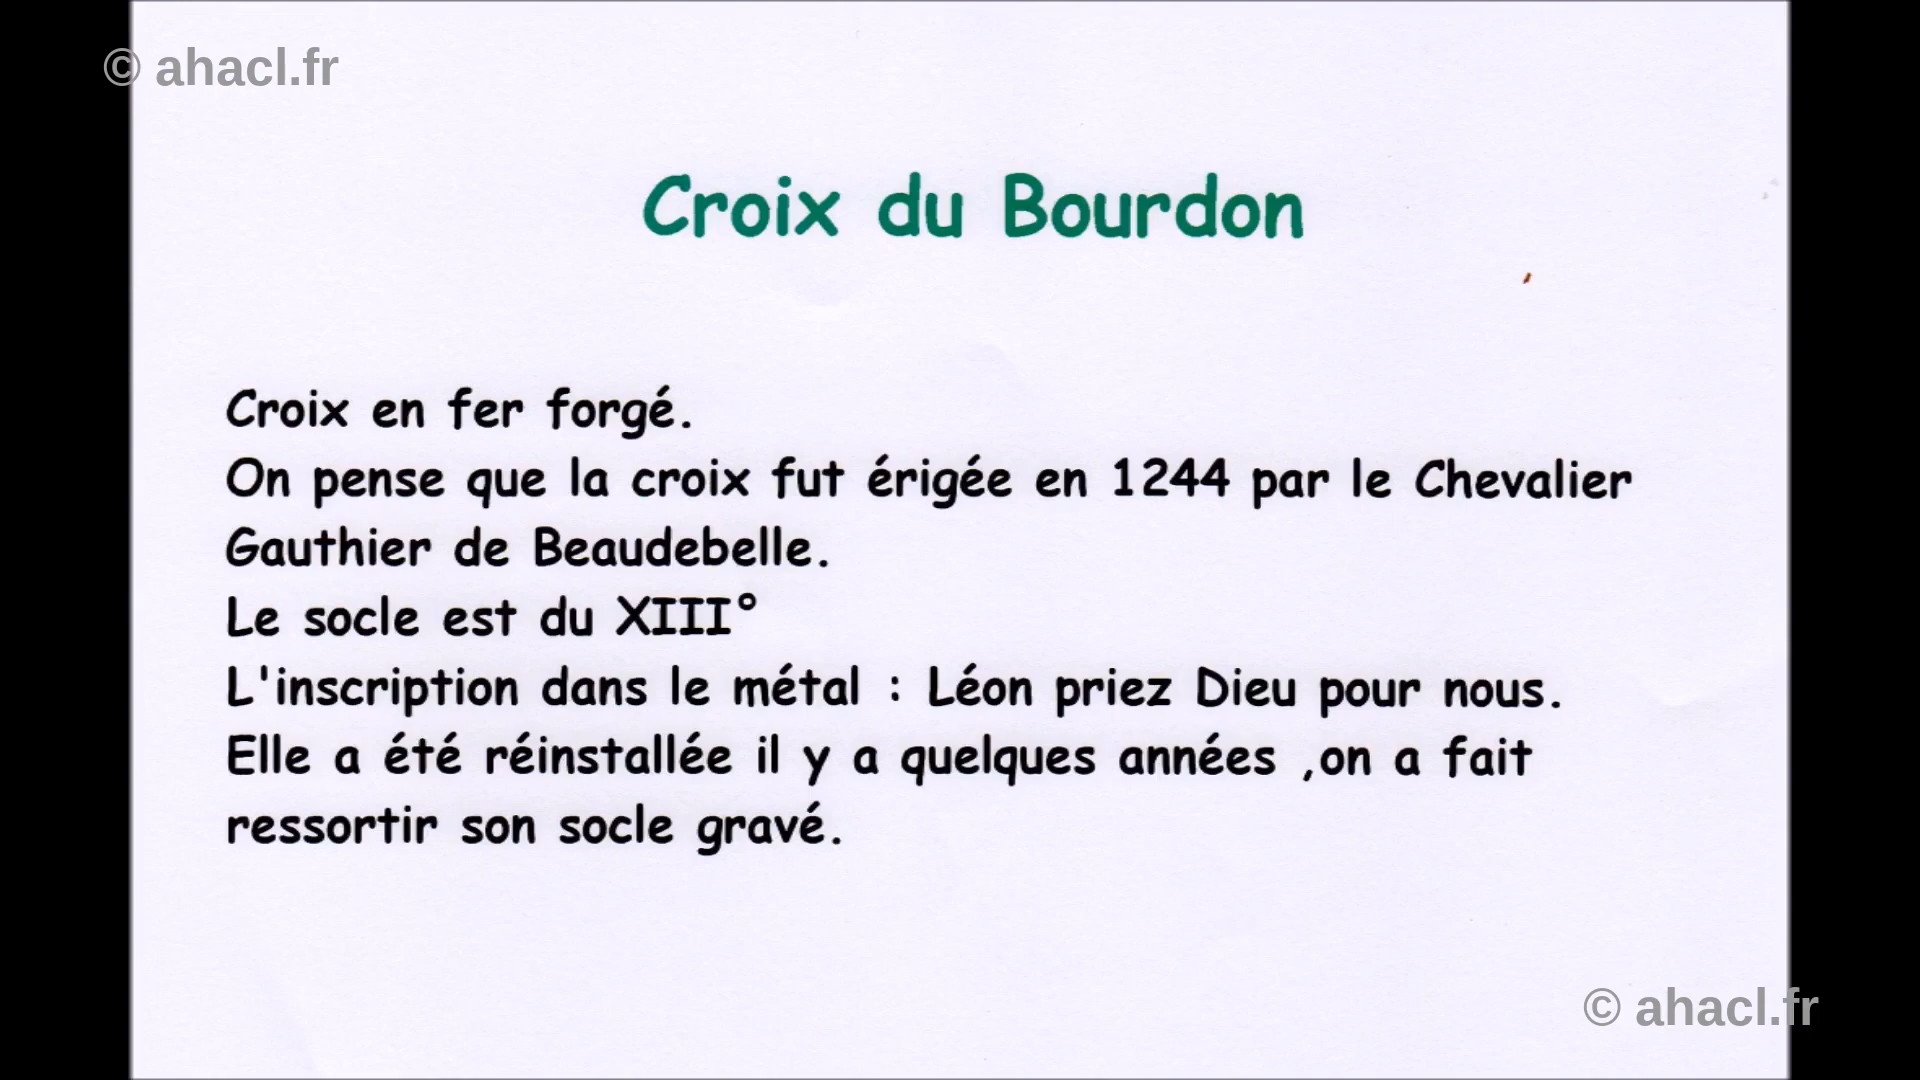 © ahacl.fr
Croix du Bourdon
Croix en fer forgé.
On pense que la croix fut érigée en 1244 par le Chevalier
Gauthier de Beaudebelle.
Le socle est du XIII°
L'inscription dans le métal : Léon priez Dieu pour nous.
Elle a été réinstallée il y a quelques années ,on a fait
ressortir son socle gravé.
© ahacl.fr